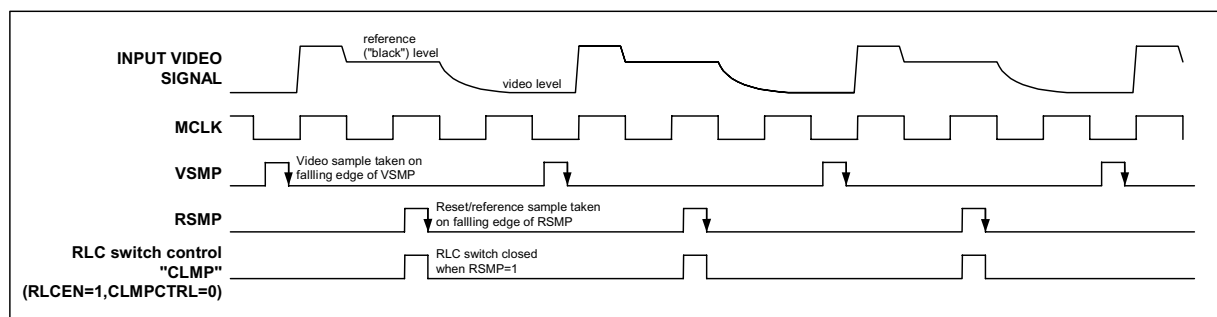 reference
("black") level
INPUT VIDEO
SIGNAL
video level
MCLK
Video sample taken on
fallling edge of VSMP
VSMP
Reset/reference sample taken
on fallling edge of RSMP
RSMP
RLC switch control
"CLMP"
(RLCEN=1,CLMPCTRL=0)
RLC switch closed
when RSMP=1